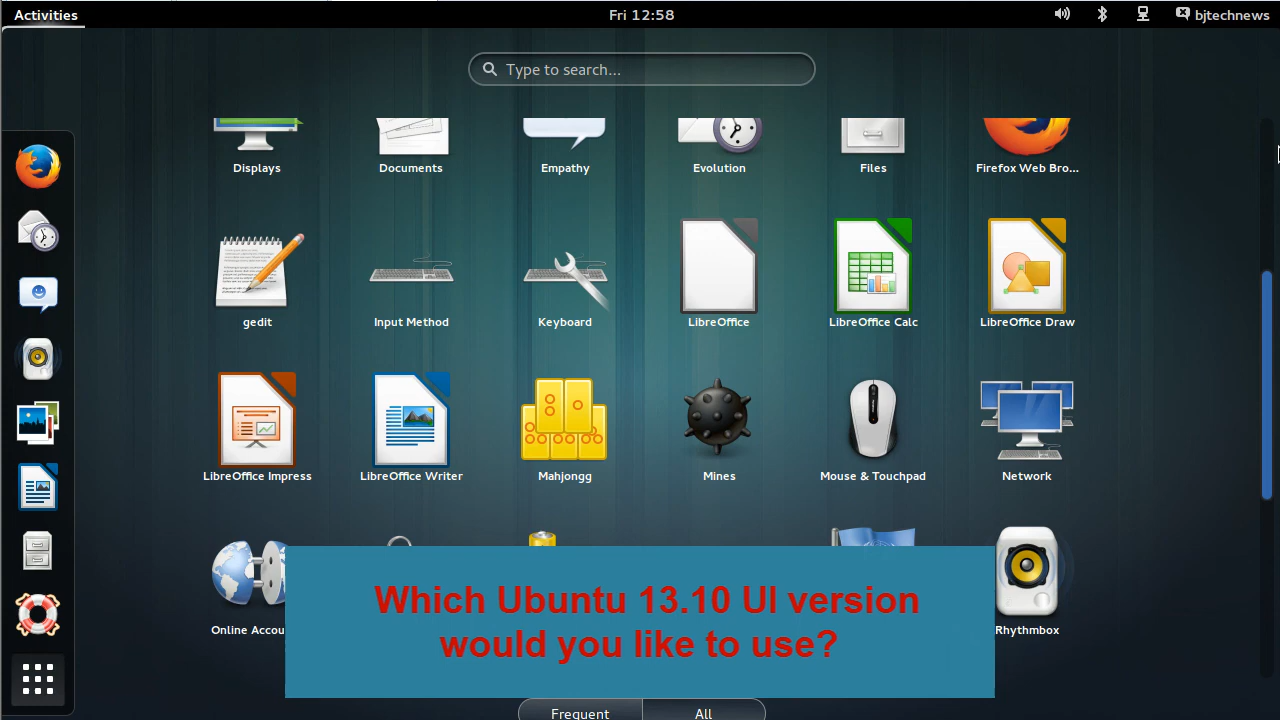 Activities
Fri 12:58
bjtechnews
Type to search...
Displays
Documents
Empathy
Evolution
Files
Firefox Web Bro...
gedit
Input Method
Keyboard
LibreOffice
LibreOffice Calc
LibreOffice Draw
LibreOffice Impress
LibreOffice Writer
Mahjongg
Mines
Mouse & Touchpad
Network
Online Accou
Rhythmbox
Which Ubuntu 13.10 UI version
would you like to use?
Frequent
All